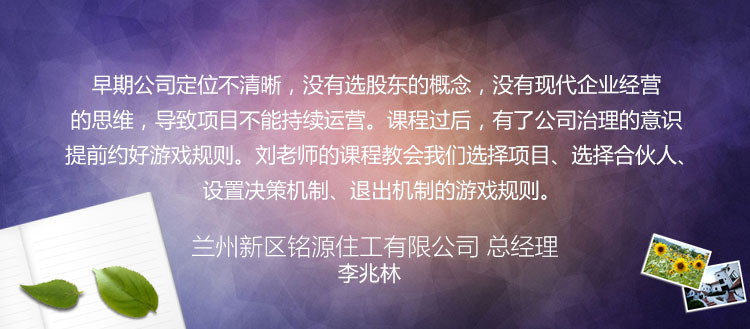 早期公司定位不清晰，没有选股东的概念，没有现代企业经营
的思维，导致项目不能持续运营。课程过后，有了公司治理的意识
提前约好游戏规则。刘老师的课程教会我们选择项目、选择合伙人、
设置决策机制、退出机制的游戏规则。
兰州新区铭源住工有限公司 总经理
李兆林